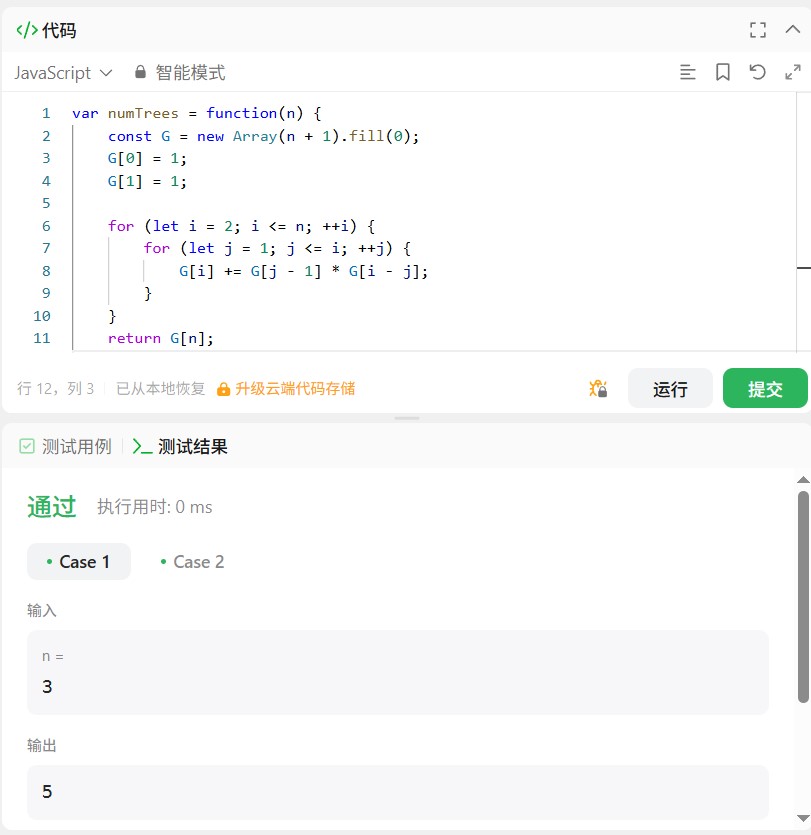 </> 代码
JavaScript 智能模式
1 var numTrees = function(n) {
2     const G = new Array(n + 1).fill(0);
3     G[0] = 1;
4     G[1] = 1;
5
6     for (let i = 2; i <= n; ++i) {
7         for (let j = 1; j <= i; ++j) {
8             G[i] += G[j - 1] * G[i - j];
9         }
10     }
11     return G[n];
行 12，列 3 已从本地恢复 升级云端代码存储 运行 提交
测试用例 >_ 测试结果
通过 执行用时: 0 ms
• Case 1 • Case 2
输入
n =
3
输出
5